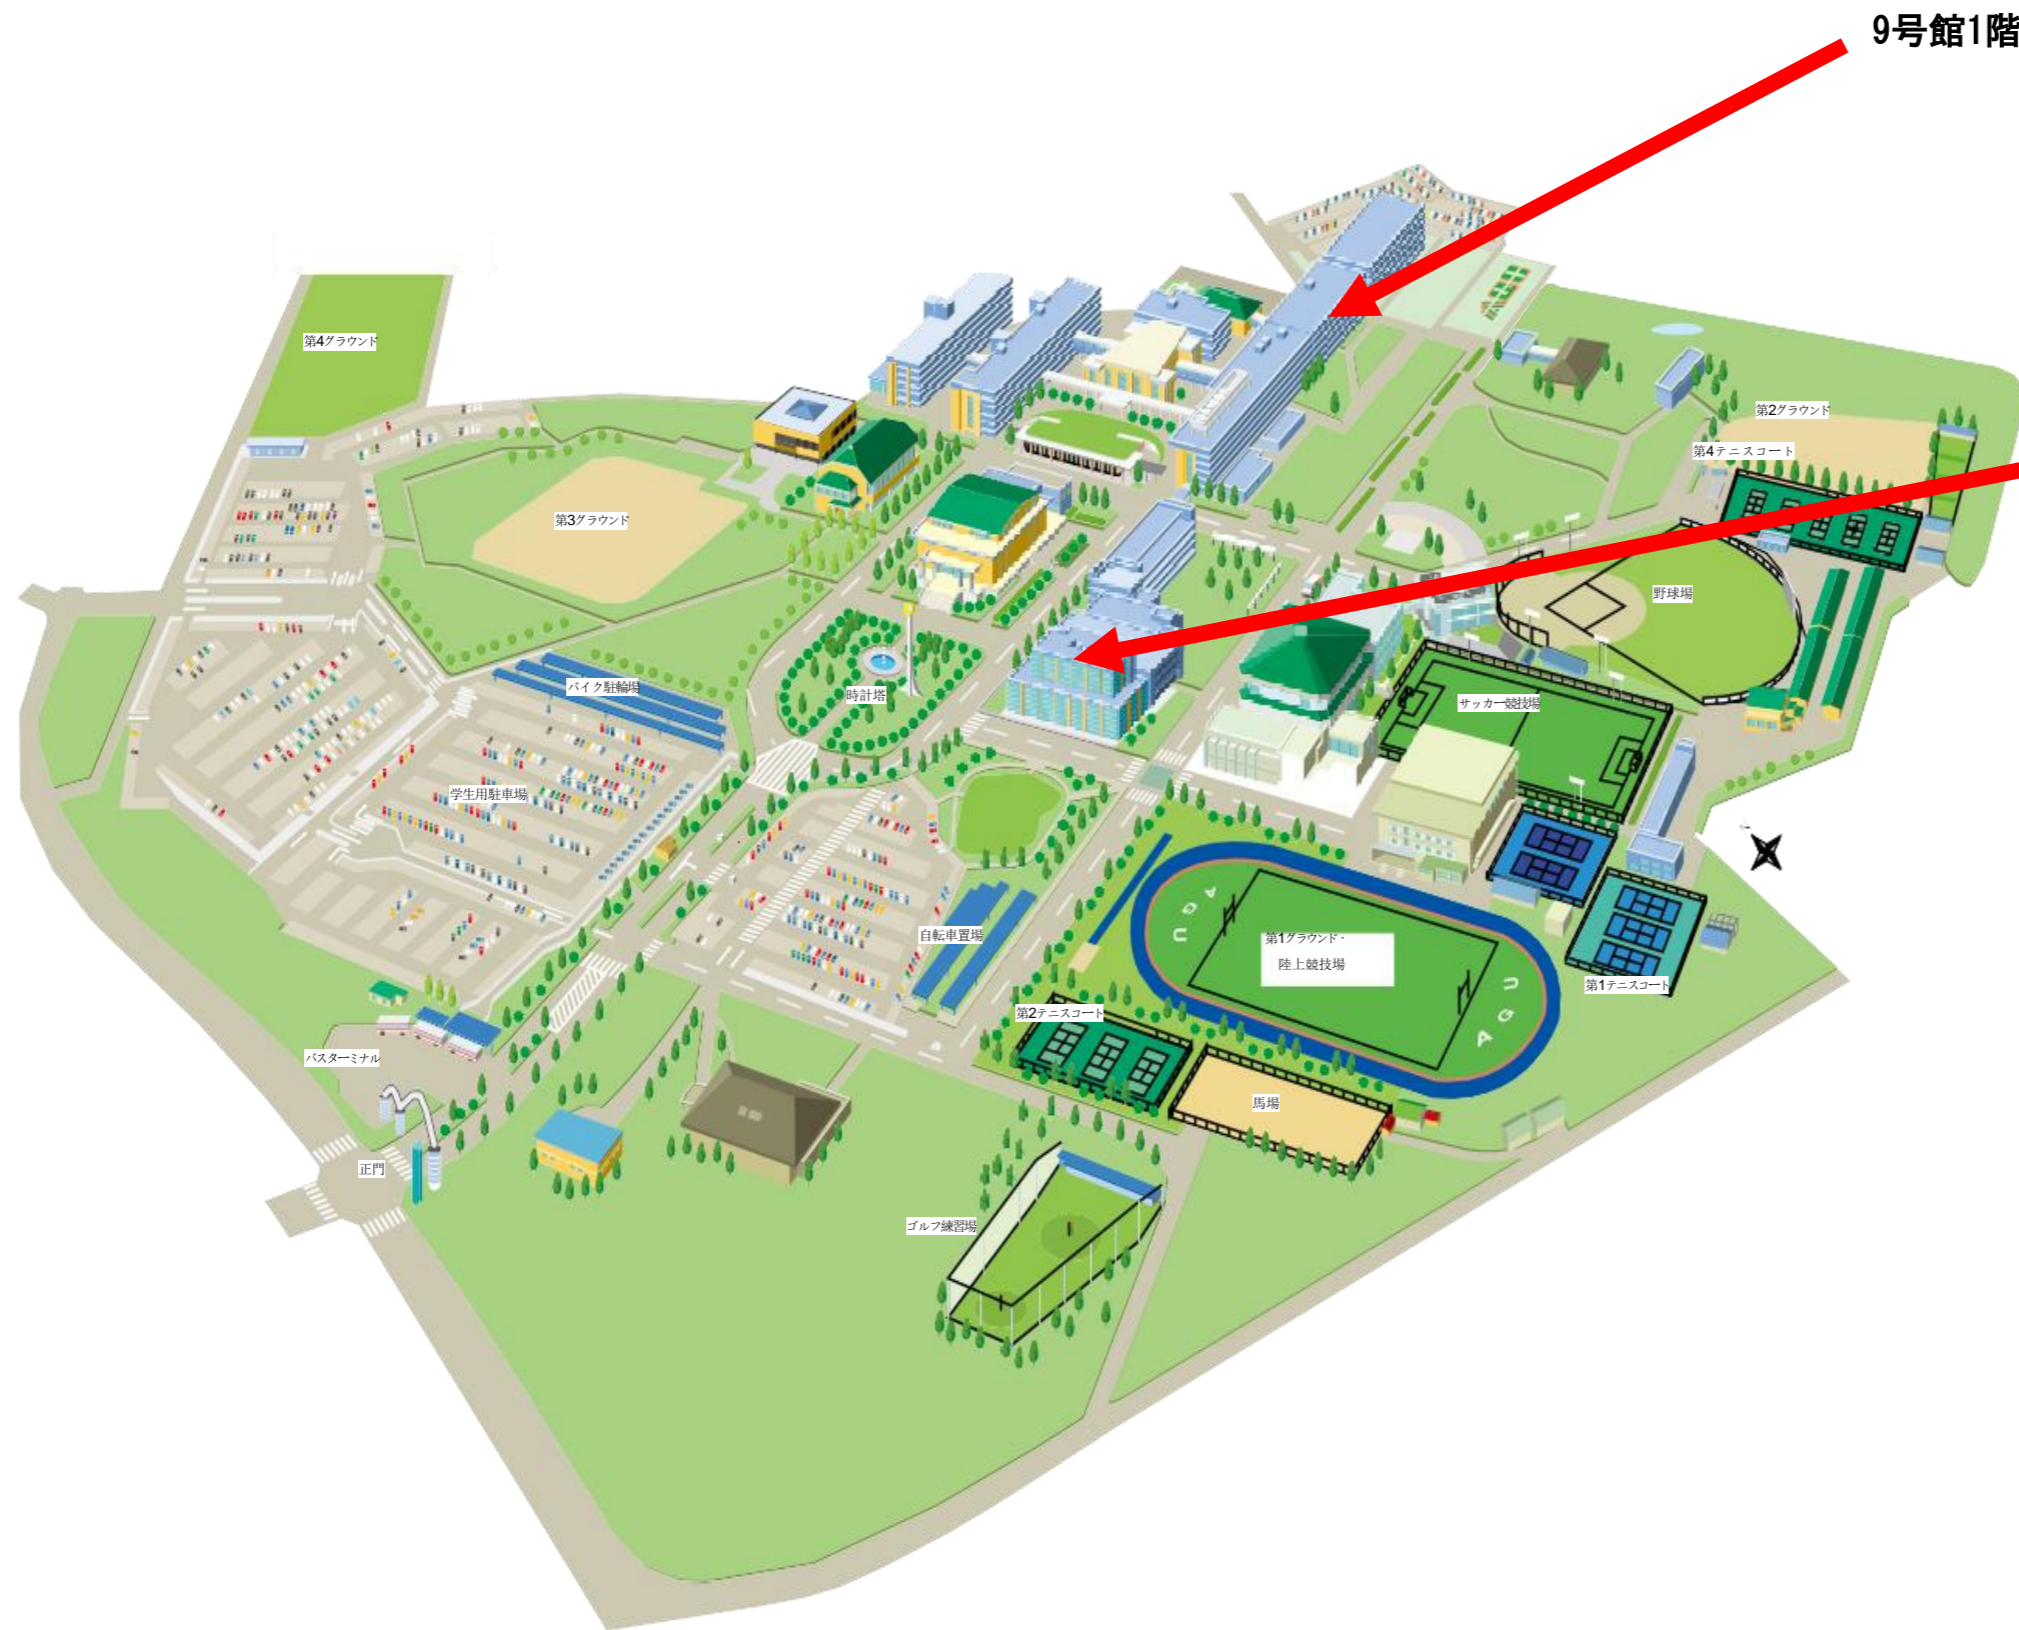 9号館1階
第4グラウンド
第2グラウンド
第4テニスコート
第3グラウンド
野球場
バイク駐輪場
時計塔
サッカー競技場
学生用駐車場
自転車置場
第1グラウンド・
陸上競技場
AGU
AGU
第1テニスコート
第2テニスコート
バスターミナル
馬場
正門
ゴルフ練習場